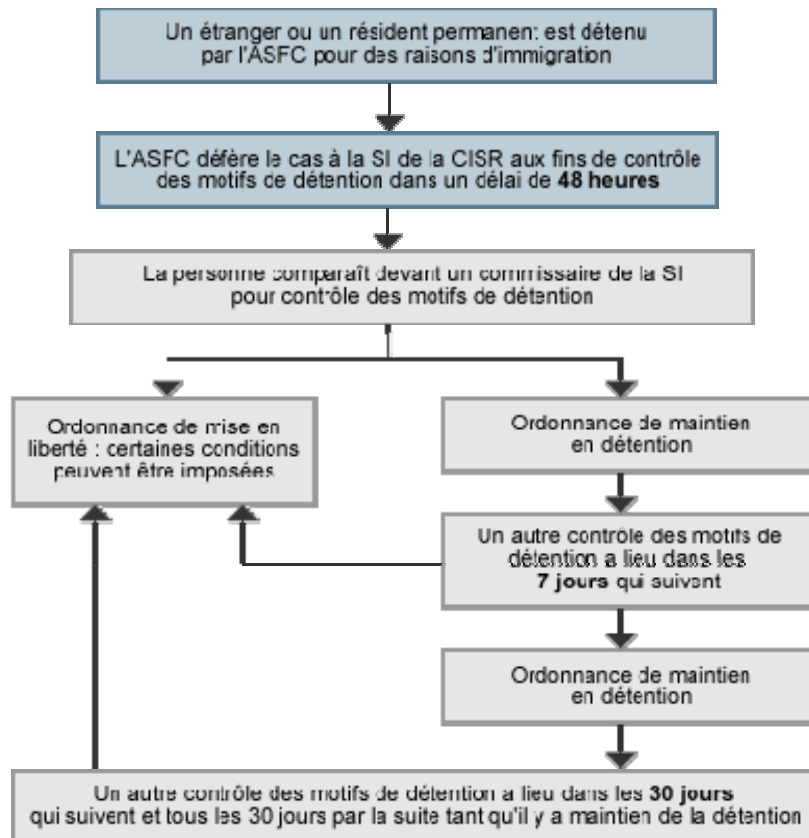 Un étranger ou un résident permanent est détenu
par l'ASFC pour des raisons d'immigration
L'ASFC défère le cas à la SI de la CISR aux fins de contrôle
des motifs de détention dans un délai de 48 heures
La personne comparaît devant un commissaire de la SI
pour contrôle des motifs de détention
Ordonnance de mise en
liberté : certaines conditions
peuvent être imposées
Ordonnance de maintien
en détention
Un autre contrôle des motifs de
détention a lieu dans les
7 jours qui suivent
Ordonnance de maintien
en détention
Un autre contrôle des motifs de détention a lieu dans les 30 jours
qui suivent et tous les 30 jours par la suite tant qu'il y a maintien de la détention